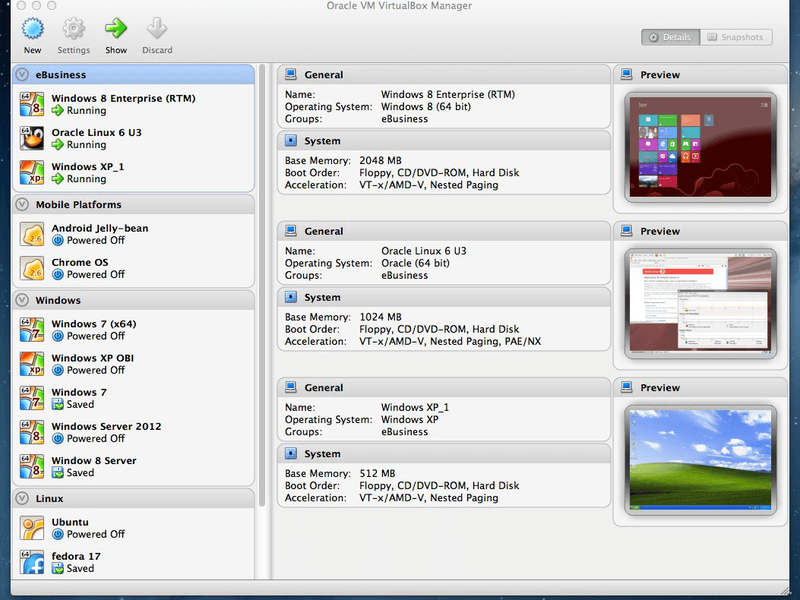 Oracle VM VirtualBox Manager
New Settings Show Discard
Details Snapshots
eBusiness
Windows 8 Enterprise (RTM)
Running
Oracle Linux 6 U3
Running
Windows XP_1
Running
Mobile Platforms
Android Jelly-bean
Powered Off
Chrome OS
Powered Off
Windows
Windows 7 (x64)
Powered Off
Windows XP OBI
Powered Off
Windows 7
Saved
Windows Server 2012
Powered Off
Window 8 Server
Saved
Linux
Ubuntu
Powered Off
fedora 17
Saved
General
Name: Windows 8 Enterprise (RTM)
Operating System: Windows 8 (64 bit)
Groups: eBusiness
System
Base Memory: 2048 MB
Boot Order: Floppy, CD/DVD-ROM, Hard Disk
Acceleration: VT-x/AMD-V, Nested Paging
Preview
General
Name: Oracle Linux 6 U3
Operating System: Oracle (64 bit)
Groups: eBusiness
System
Base Memory: 1024 MB
Boot Order: Floppy, CD/DVD-ROM, Hard Disk
Acceleration: VT-x/AMD-V, Nested Paging, PAE/NX
Preview
General
Name: Windows XP_1
Operating System: Windows XP
Groups: eBusiness
System
Base Memory: 512 MB
Boot Order: Floppy, CD/DVD-ROM, Hard Disk
Acceleration: VT-x/AMD-V, Nested Paging
Preview